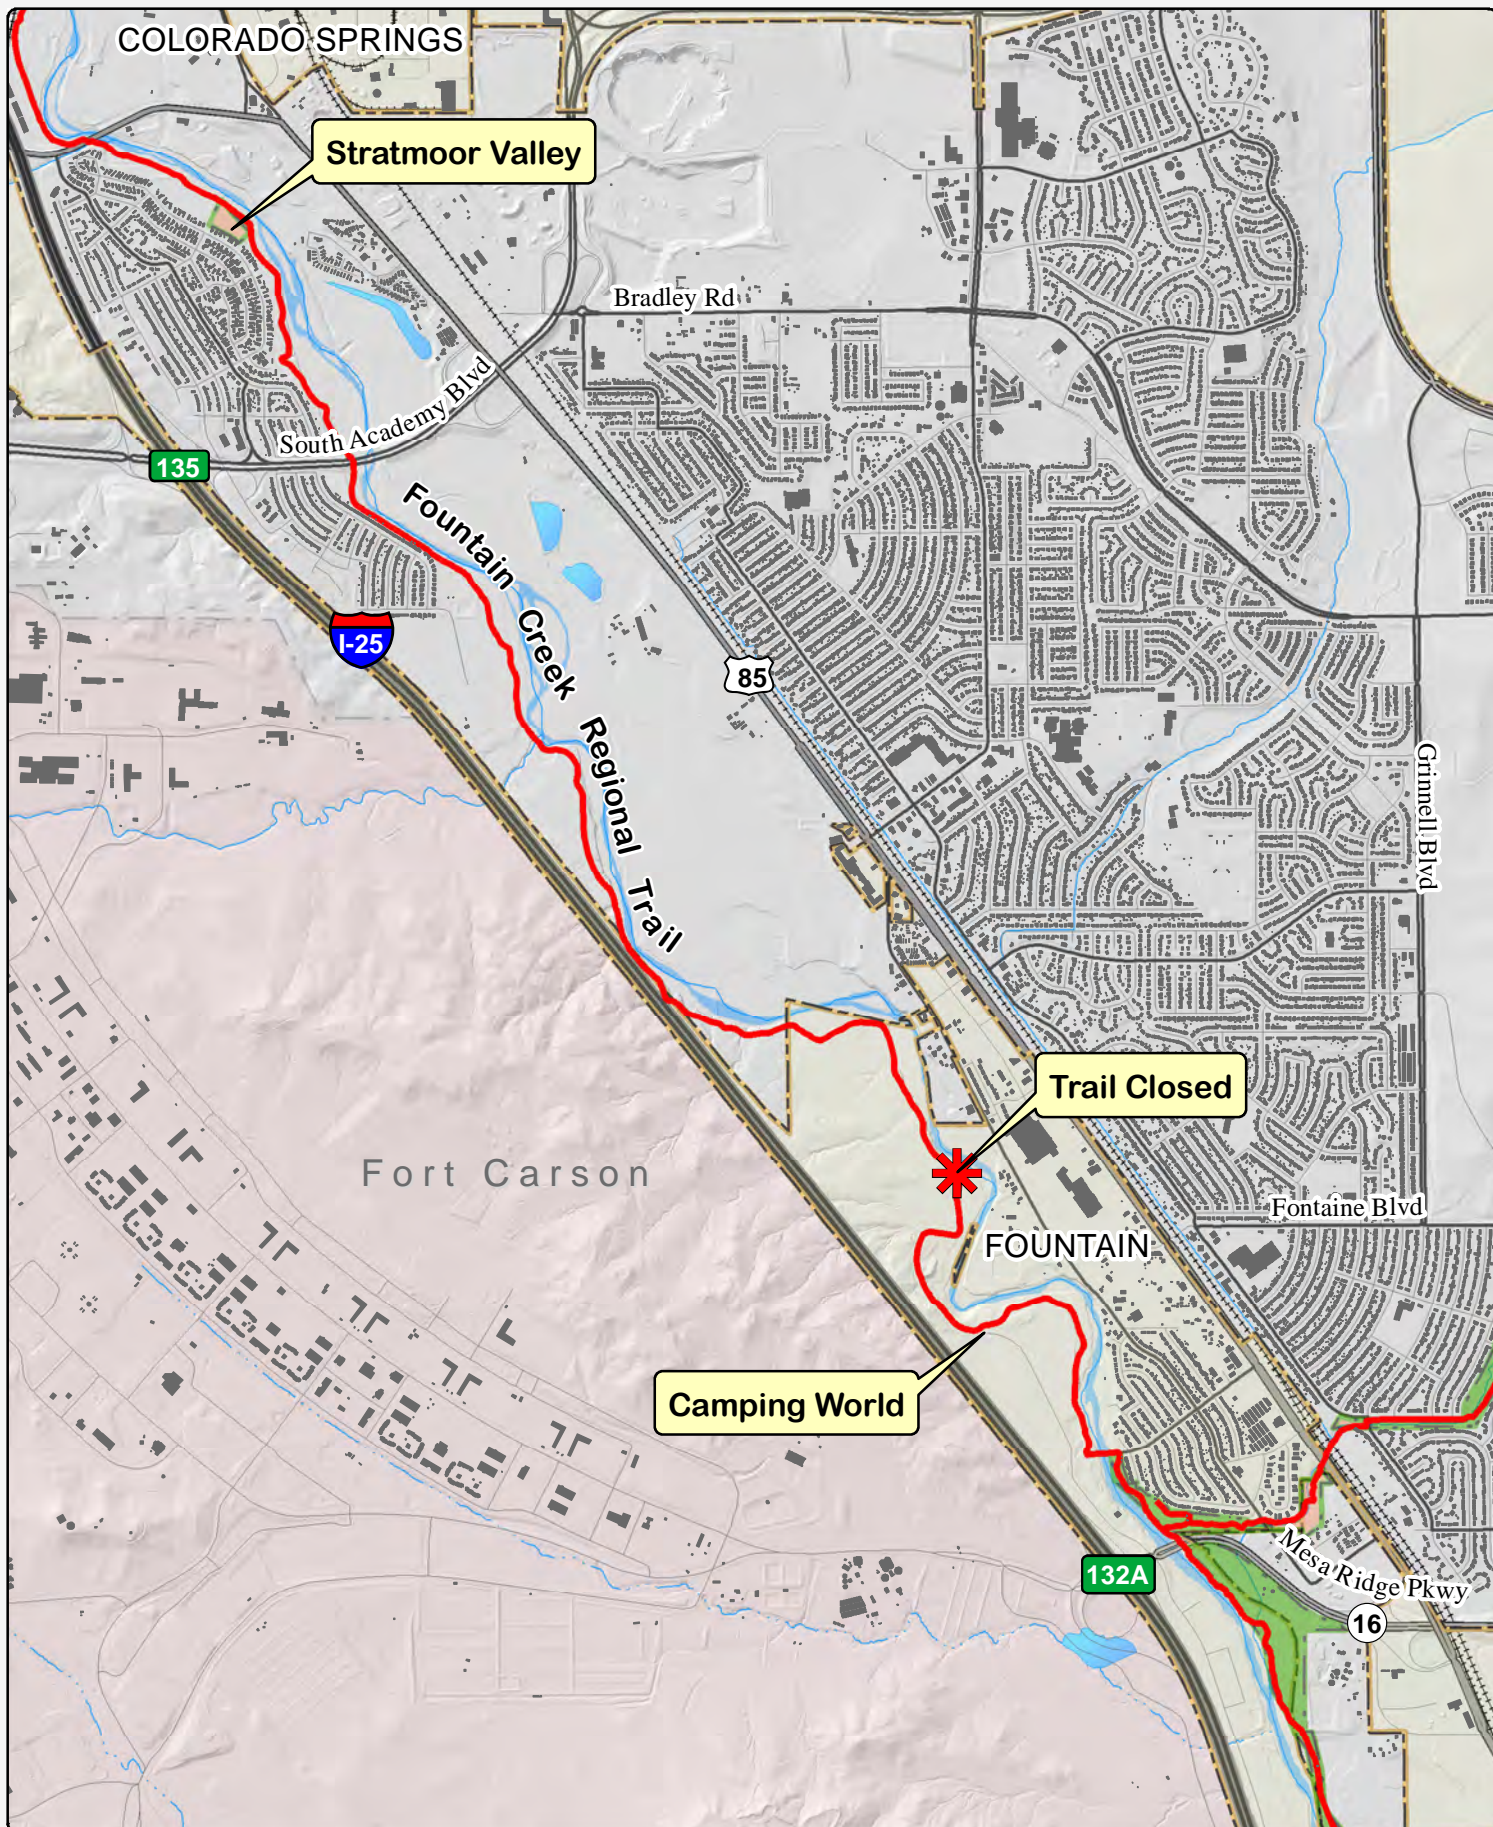 COLORADO SPRINGS
Stratmoor Valley
Bradley Rd
South Academy Blvd
135
Fountain Creek Regional Trail
I-25
85
Grinnell Blvd
Trail Closed
Fort Carson
Fontaine Blvd
FOUNTAIN
Camping World
Mesa Ridge Pkwy
132A
16